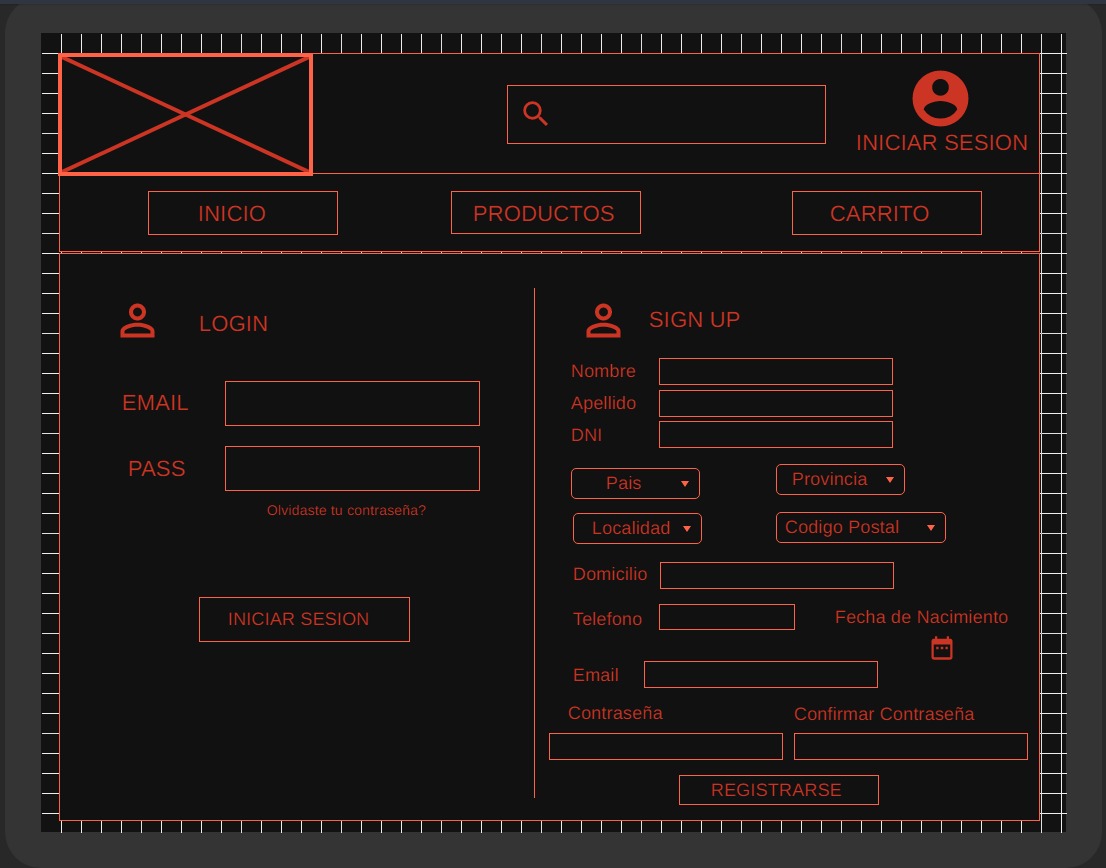 INICIAR SESION
INICIO
PRODUCTOS
CARRITO
LOGIN
EMAIL
PASS
Olvidaste tu contraseña?
INICIAR SESION
SIGN UP
Nombre
Apellido
DNI
Pais
Provincia
Localidad
Codigo Postal
Domicilio
Telefono
Fecha de Nacimiento
Email
Contraseña
Confirmar Contraseña
REGISTRARSE